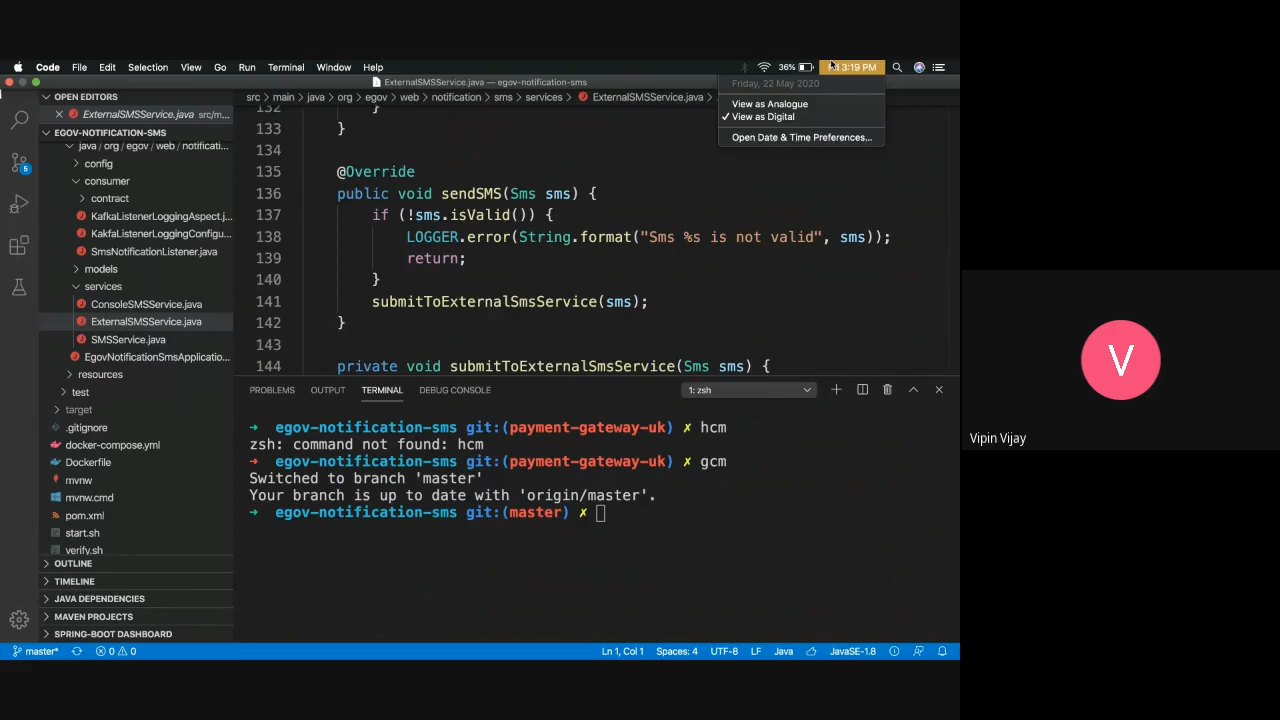 Code File Edit Selection View Go Run Terminal Window Help 36% 3:19 PM
ExternalSMSService.java — egov-notification-sms
Friday, 22 May 2020
View as Analogue
✓ View as Digital
Open Date & Time Preferences...
OPEN EDITORS
ExternalSMSService.java src/m...
EGOV-NOTIFICATION-SMS
java/org/egov/web/notificati...
config
consumer
contract
KafkaListenerLoggingAspect.j...
KakfaListenerLoggingConfigu...
SmsNotificationListener.java
models
services
ConsoleSMSService.java
ExternalSMSService.java
SMSService.java
EgovNotificationSmsApplicatio...
resources
test
target
.gitignore
docker-compose.yml
Dockerfile
mvnw
mvnw.cmd
pom.xml
start.sh
verify.sh
OUTLINE
TIMELINE
JAVA DEPENDENCIES
MAVEN PROJECTS
SPRING-BOOT DASHBOARD
5
src > main > java > org > egov > web > notification > sms > services > ExternalSMSService.java >
132 }
133 }
134
135 @Override
136 public void sendSMS(Sms sms) {
137 if (!sms.isValid()) {
138 LOGGER.error(String.format("Sms %s is not valid", sms));
139 return;
140 }
141 submitToExternalSmsService(sms);
142 }
143
144 private void submitToExternalSmsService(Sms sms) {
PROBLEMS OUTPUT TERMINAL DEBUG CONSOLE 1: zsh
➜ egov-notification-sms git:(payment-gateway-uk) ✗ hcm
zsh: command not found: hcm
➜ egov-notification-sms git:(payment-gateway-uk) ✗ gcm
Switched to branch 'master'
Your branch is up to date with 'origin/master'.
➜ egov-notification-sms git:(master) ✗
master* 0 0 Ln 1, Col 1 Spaces: 4 UTF-8 LF Java JavaSE-1.8
V
Vipin Vijay